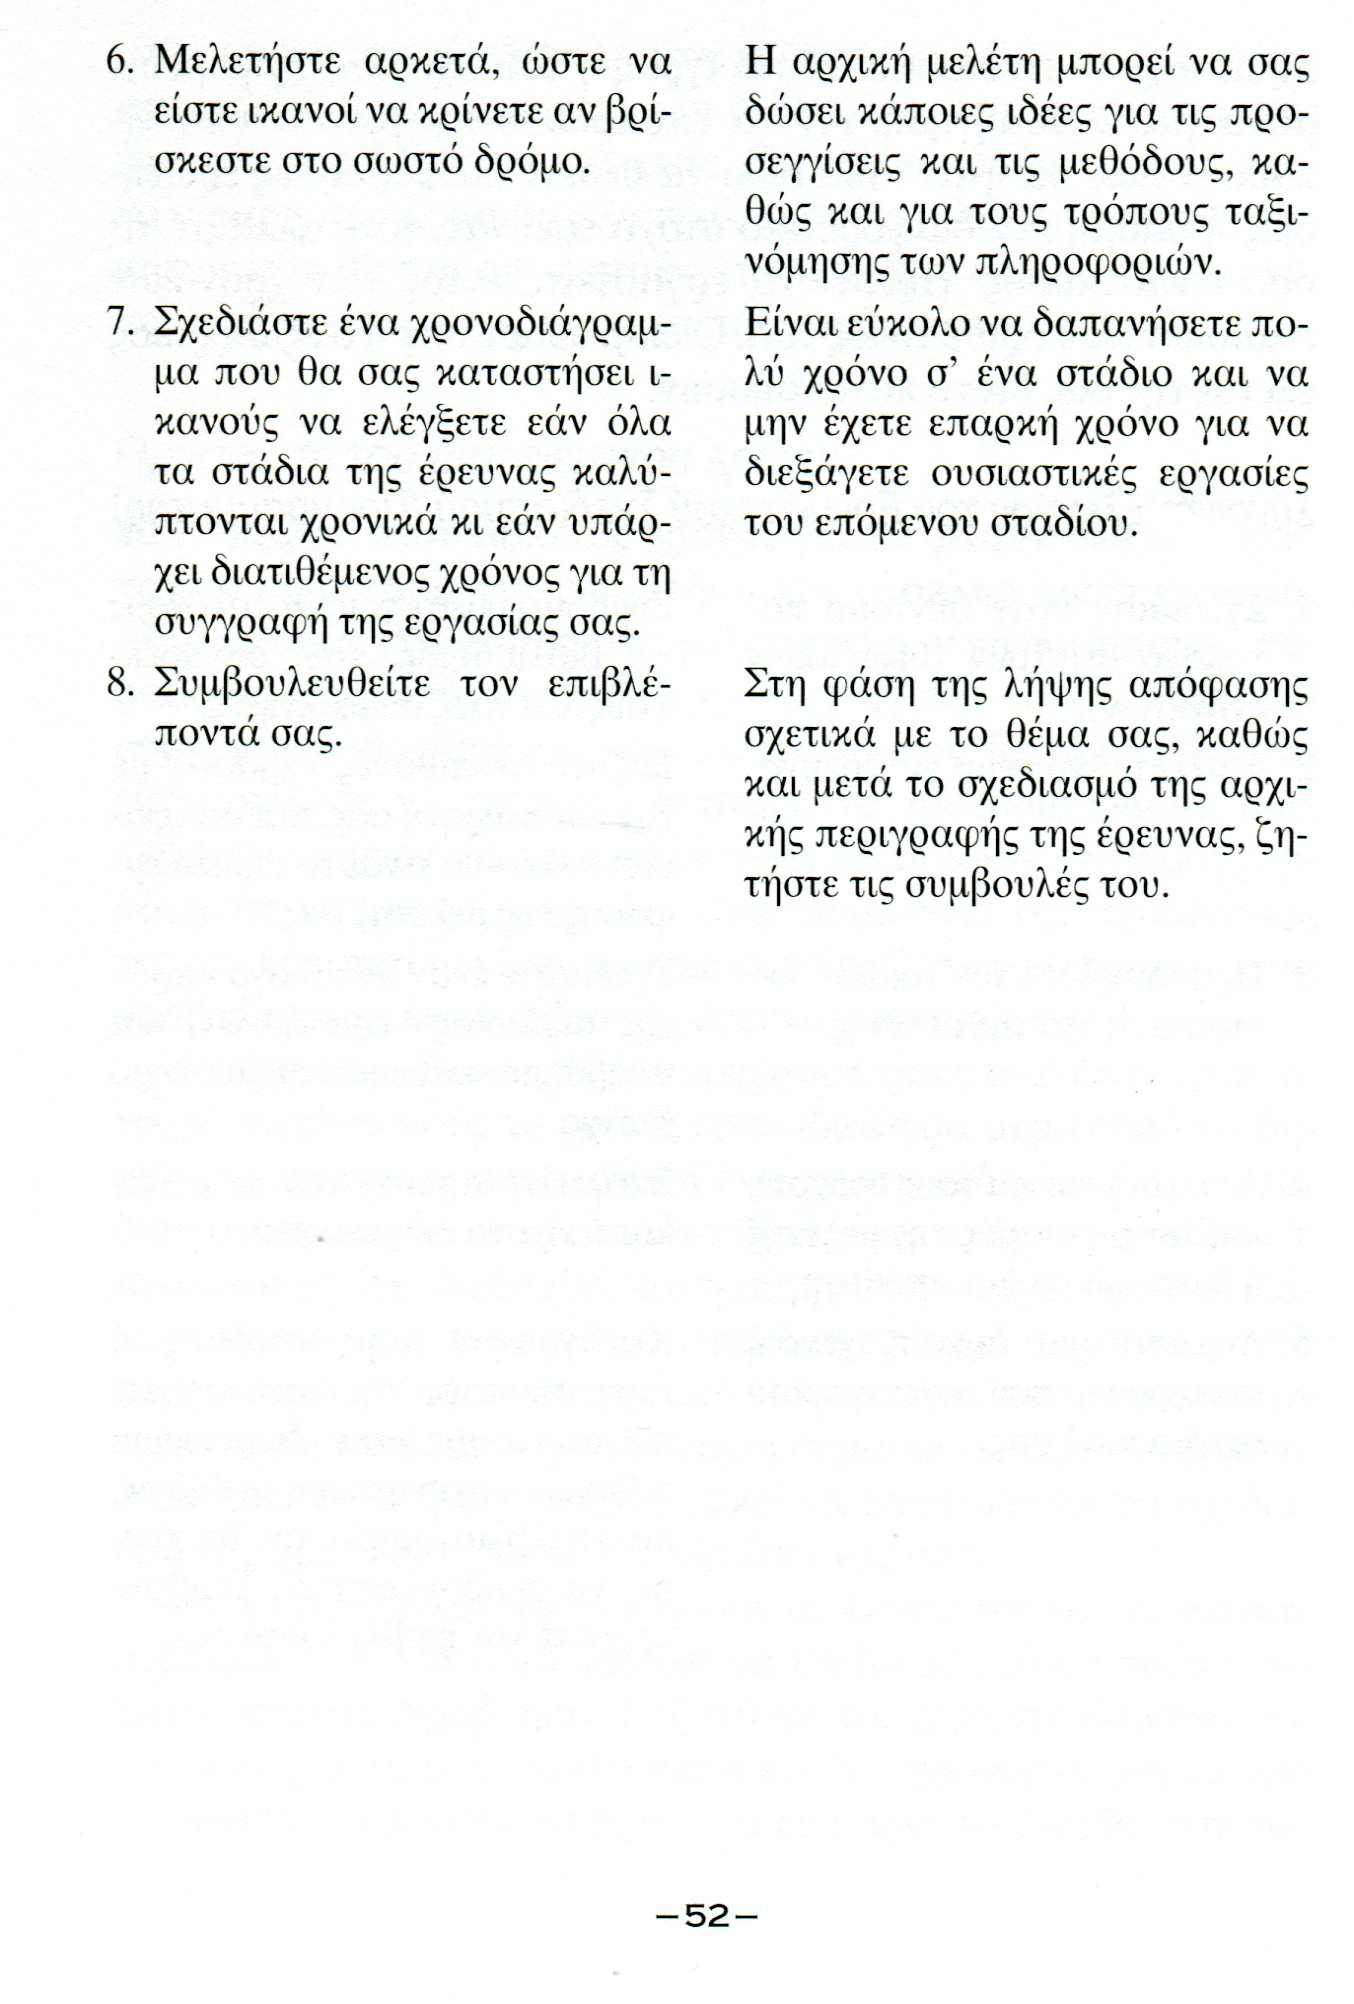 6. Μελετήστε αρκετά, ώστε να
είστε ικανοί να κρίνετε αν βρί-
σκεστε στο σωστό δρόμο.
Η αρχική μελέτη μπορεί να σας
δώσει κάποιες ιδέες για τις προ-
σεγγίσεις και τις μεθόδους, κα-
θώς και για τους τρόπους ταξι-
νόμησης των πληροφοριών.
7. Σχεδιάστε ένα χρονοδιάγραμ-
μα που θα σας καταστήσει ι-
κανούς να ελέγξετε εάν όλα
τα στάδια της έρευνας καλύ-
πτονται χρονικά κι εάν υπάρ-
χει διατιθέμενος χρόνος για τη
συγγραφή της εργασίας σας.
Είναι εύκολο να δαπανήσετε πο-
λύ χρόνο σ’ ένα στάδιο και να
μην έχετε επαρκή χρόνο για να
διεξάγετε ουσιαστικές εργασίες
του επόμενου σταδίου.
8. Συμβουλευθείτε τον επιβλέ-
ποντά σας.
Στη φάση της λήψης απόφασης
σχετικά με το θέμα σας, καθώς
και μετά το σχεδιασμό της αρχι-
κής περιγραφής της έρευνας, ζη-
τήστε τις συμβουλές του.
–52–